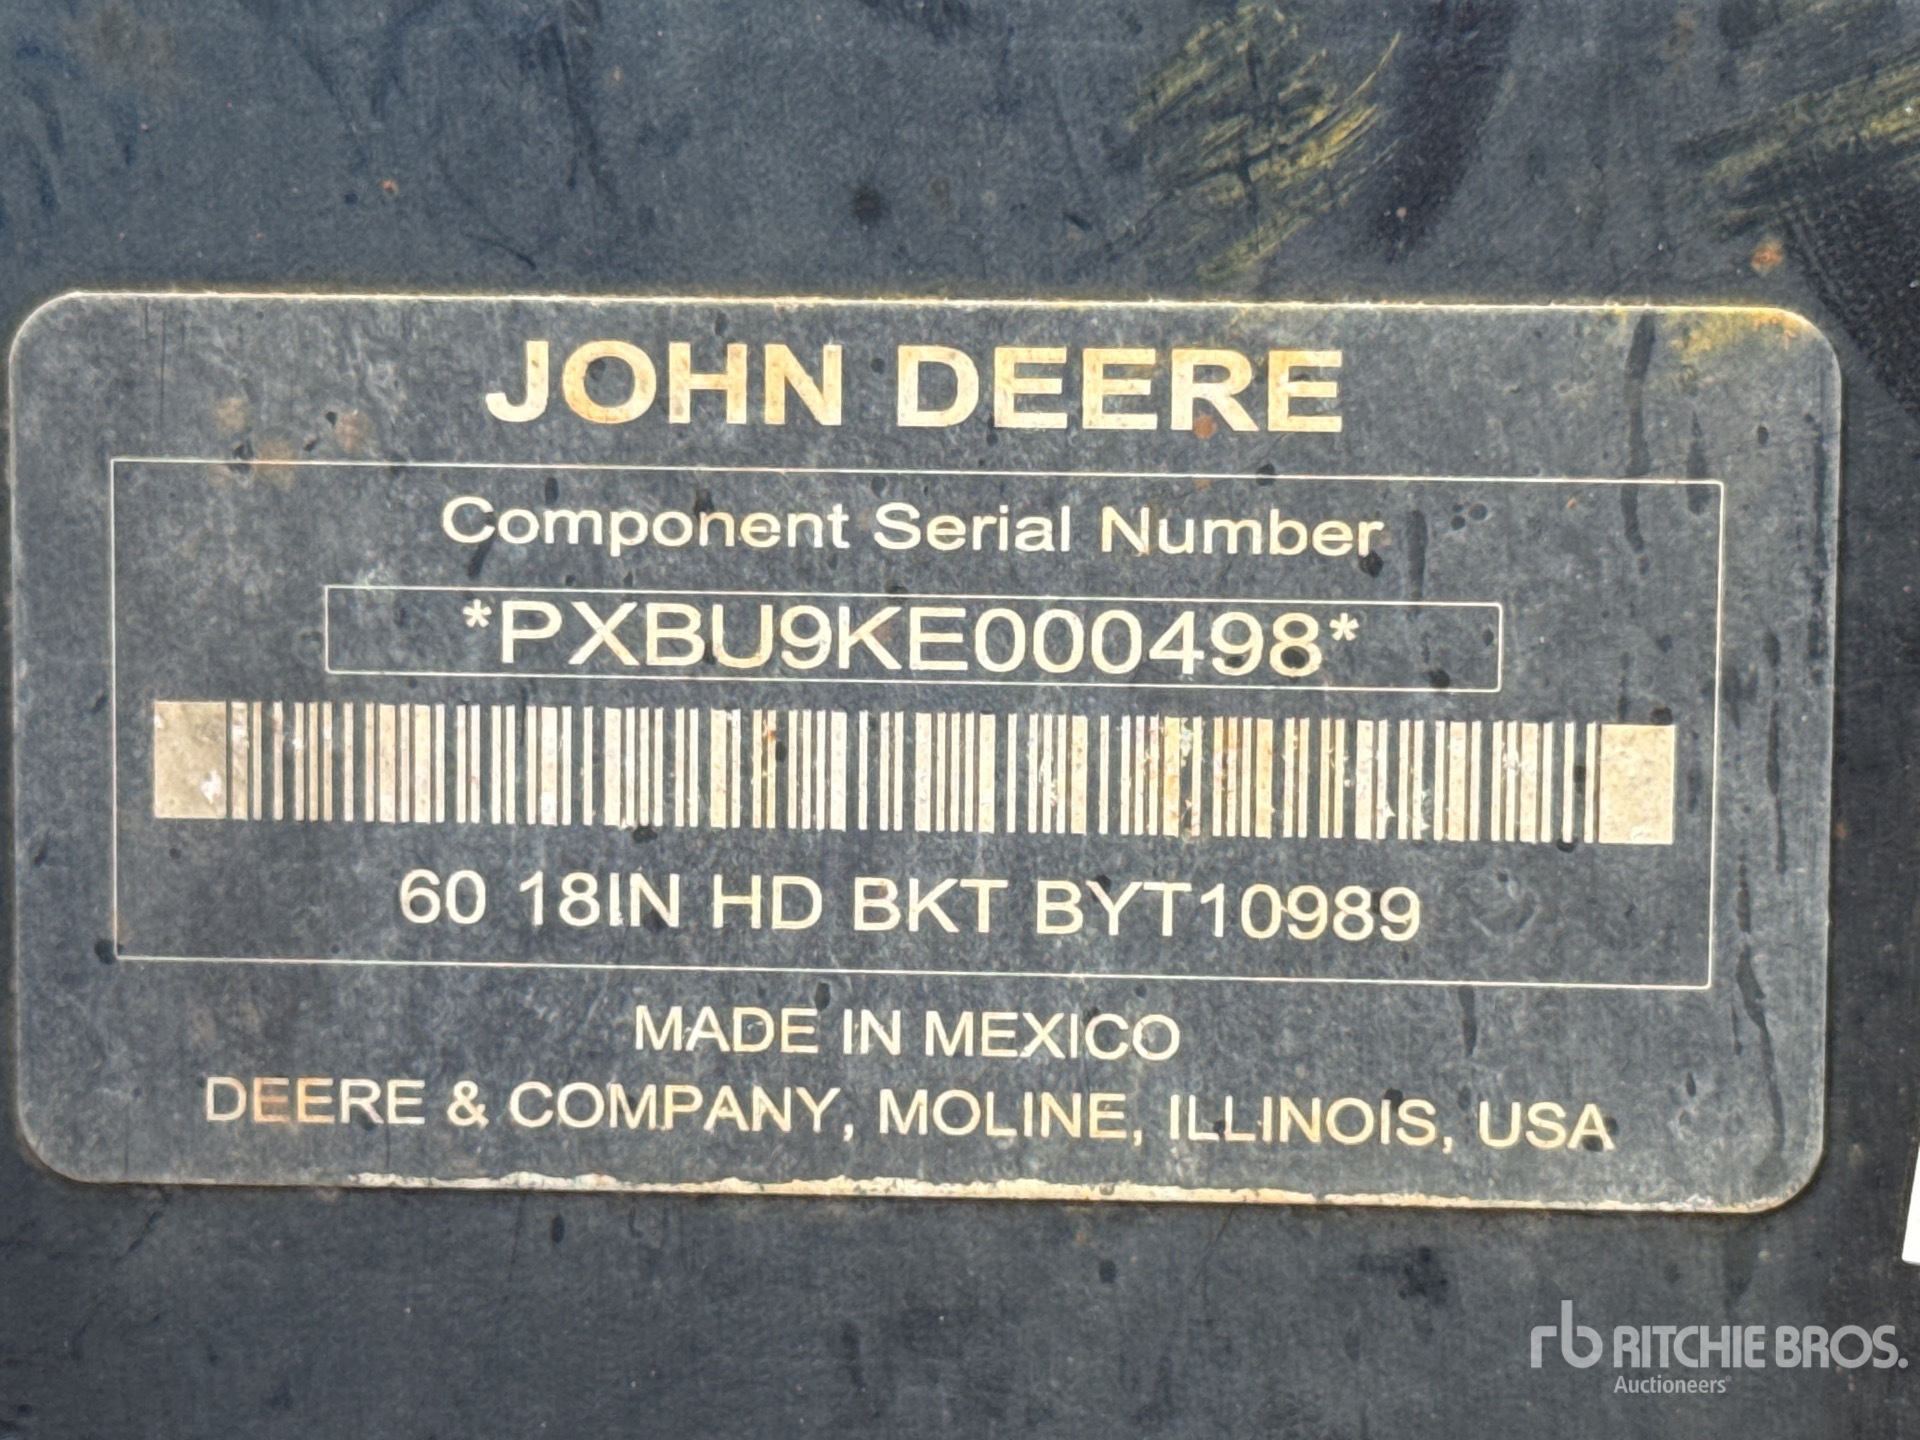 JOHN DEERE
Component Serial Number
*PXBU9KE000498*
60 18IN HD BKT BYT10989
MADE IN MEXICO
DEERE & COMPANY, MOLINE, ILLINOIS, USA
rb RITCHIE BROS.
Auctioneers